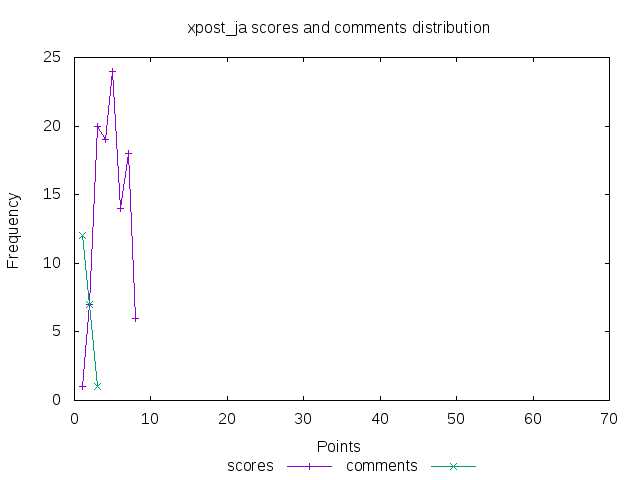 xpost_ja scores and comments distribution
25
20
15
10
5
0
Frequency
0 10 20 30 40 50 60 70
Points
scores comments